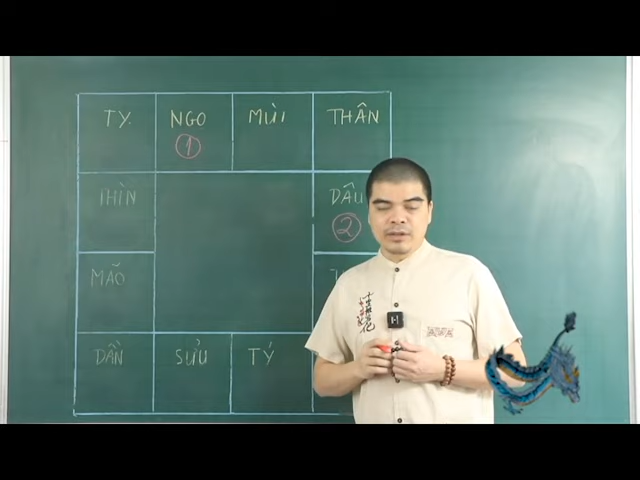 TỴ NGỌ MÙI THÂN
1
THÌN DẬU
2
MÃO
DẦN SỬU TÝ
H